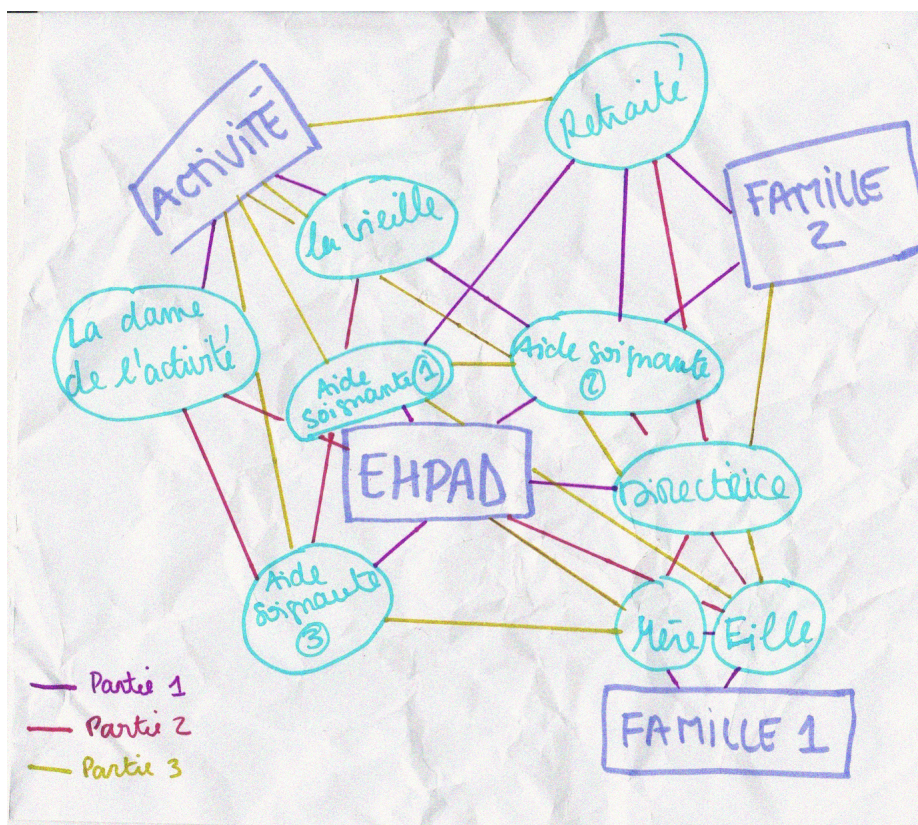 Retraité
ACTIVITÉ
FAMILLE
2
la vieille
La dame
de l'activité
Aide
soignante 1
Aide soignante
2
EHPAD
Directrice
Aide
soignante
3
Mère
Eille
Partie 1
Partie 2
Partie 3
FAMILLE 1